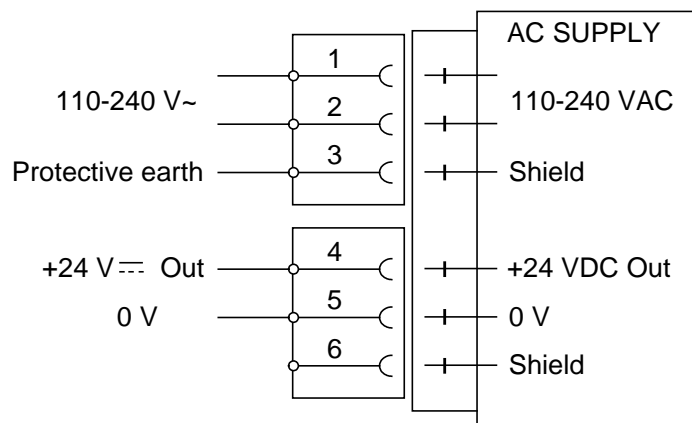 AC SUPPLY
1
110-240 V~
2
110-240 VAC
3
Protective earth
Shield
4
+24 V ⎓ Out
+24 VDC Out
5
0 V
0 V
6
Shield